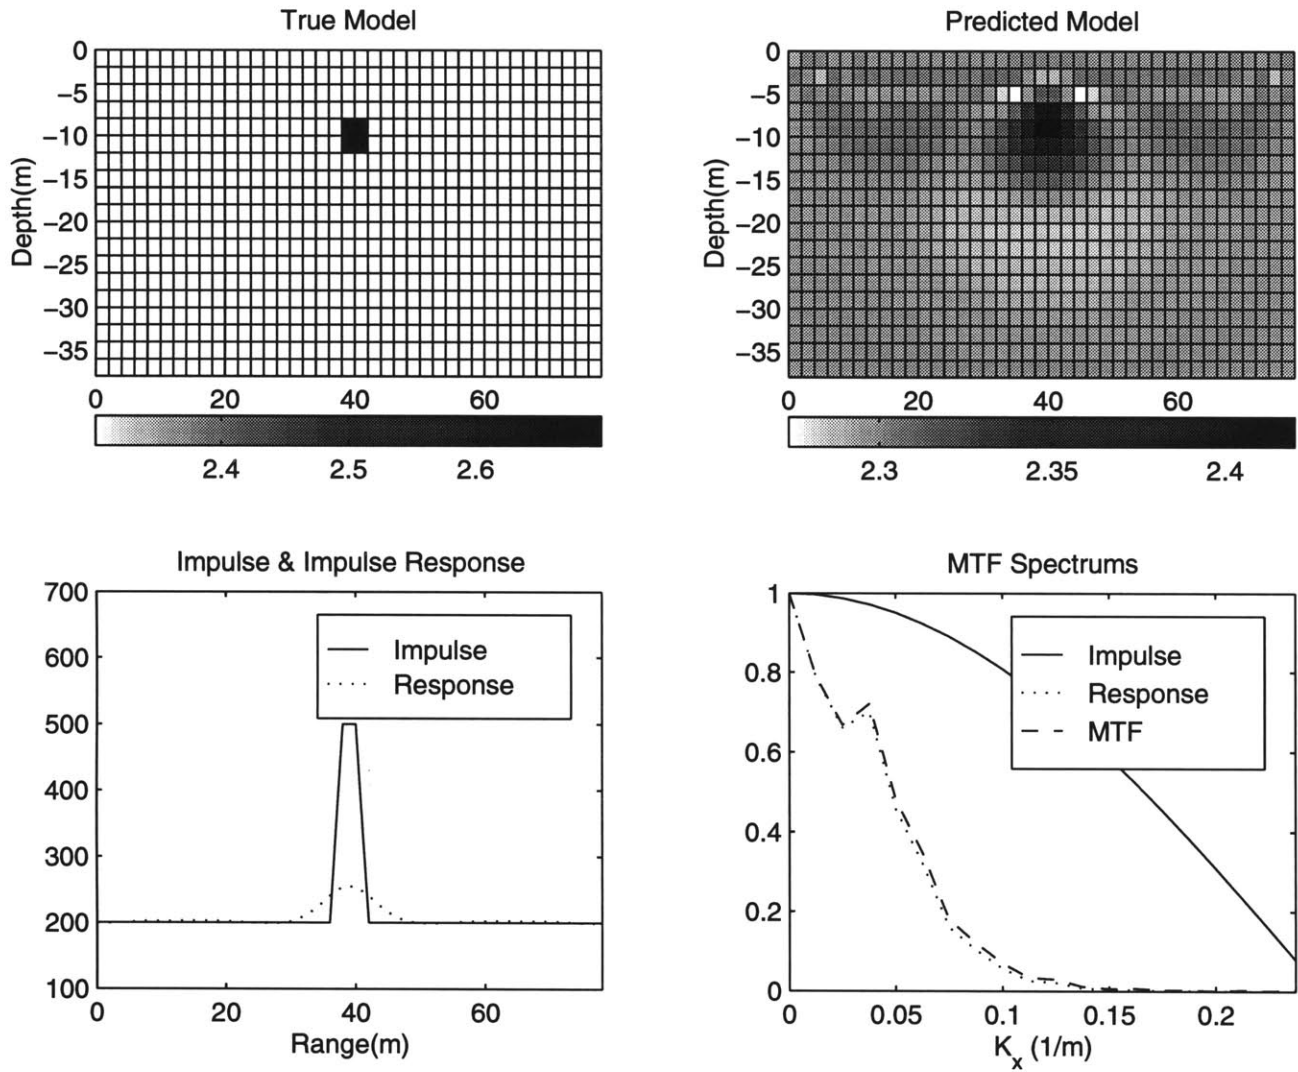 True Model
0
−5
−10
−15
−20
−25
−30
−35
Depth(m)
0 20 40 60
2.4 2.5 2.6
Predicted Model
0
−5
−10
−15
−20
−25
−30
−35
Depth(m)
0 20 40 60
2.3 2.35 2.4
Impulse & Impulse Response
700
600
500
400
300
200
100
Impulse
Response
0 20 40 60
Range(m)
MTF Spectrums
1
0.8
0.6
0.4
0.2
0
Impulse
Response
MTF
0 0.05 0.1 0.15 0.2
Kx (1/m)